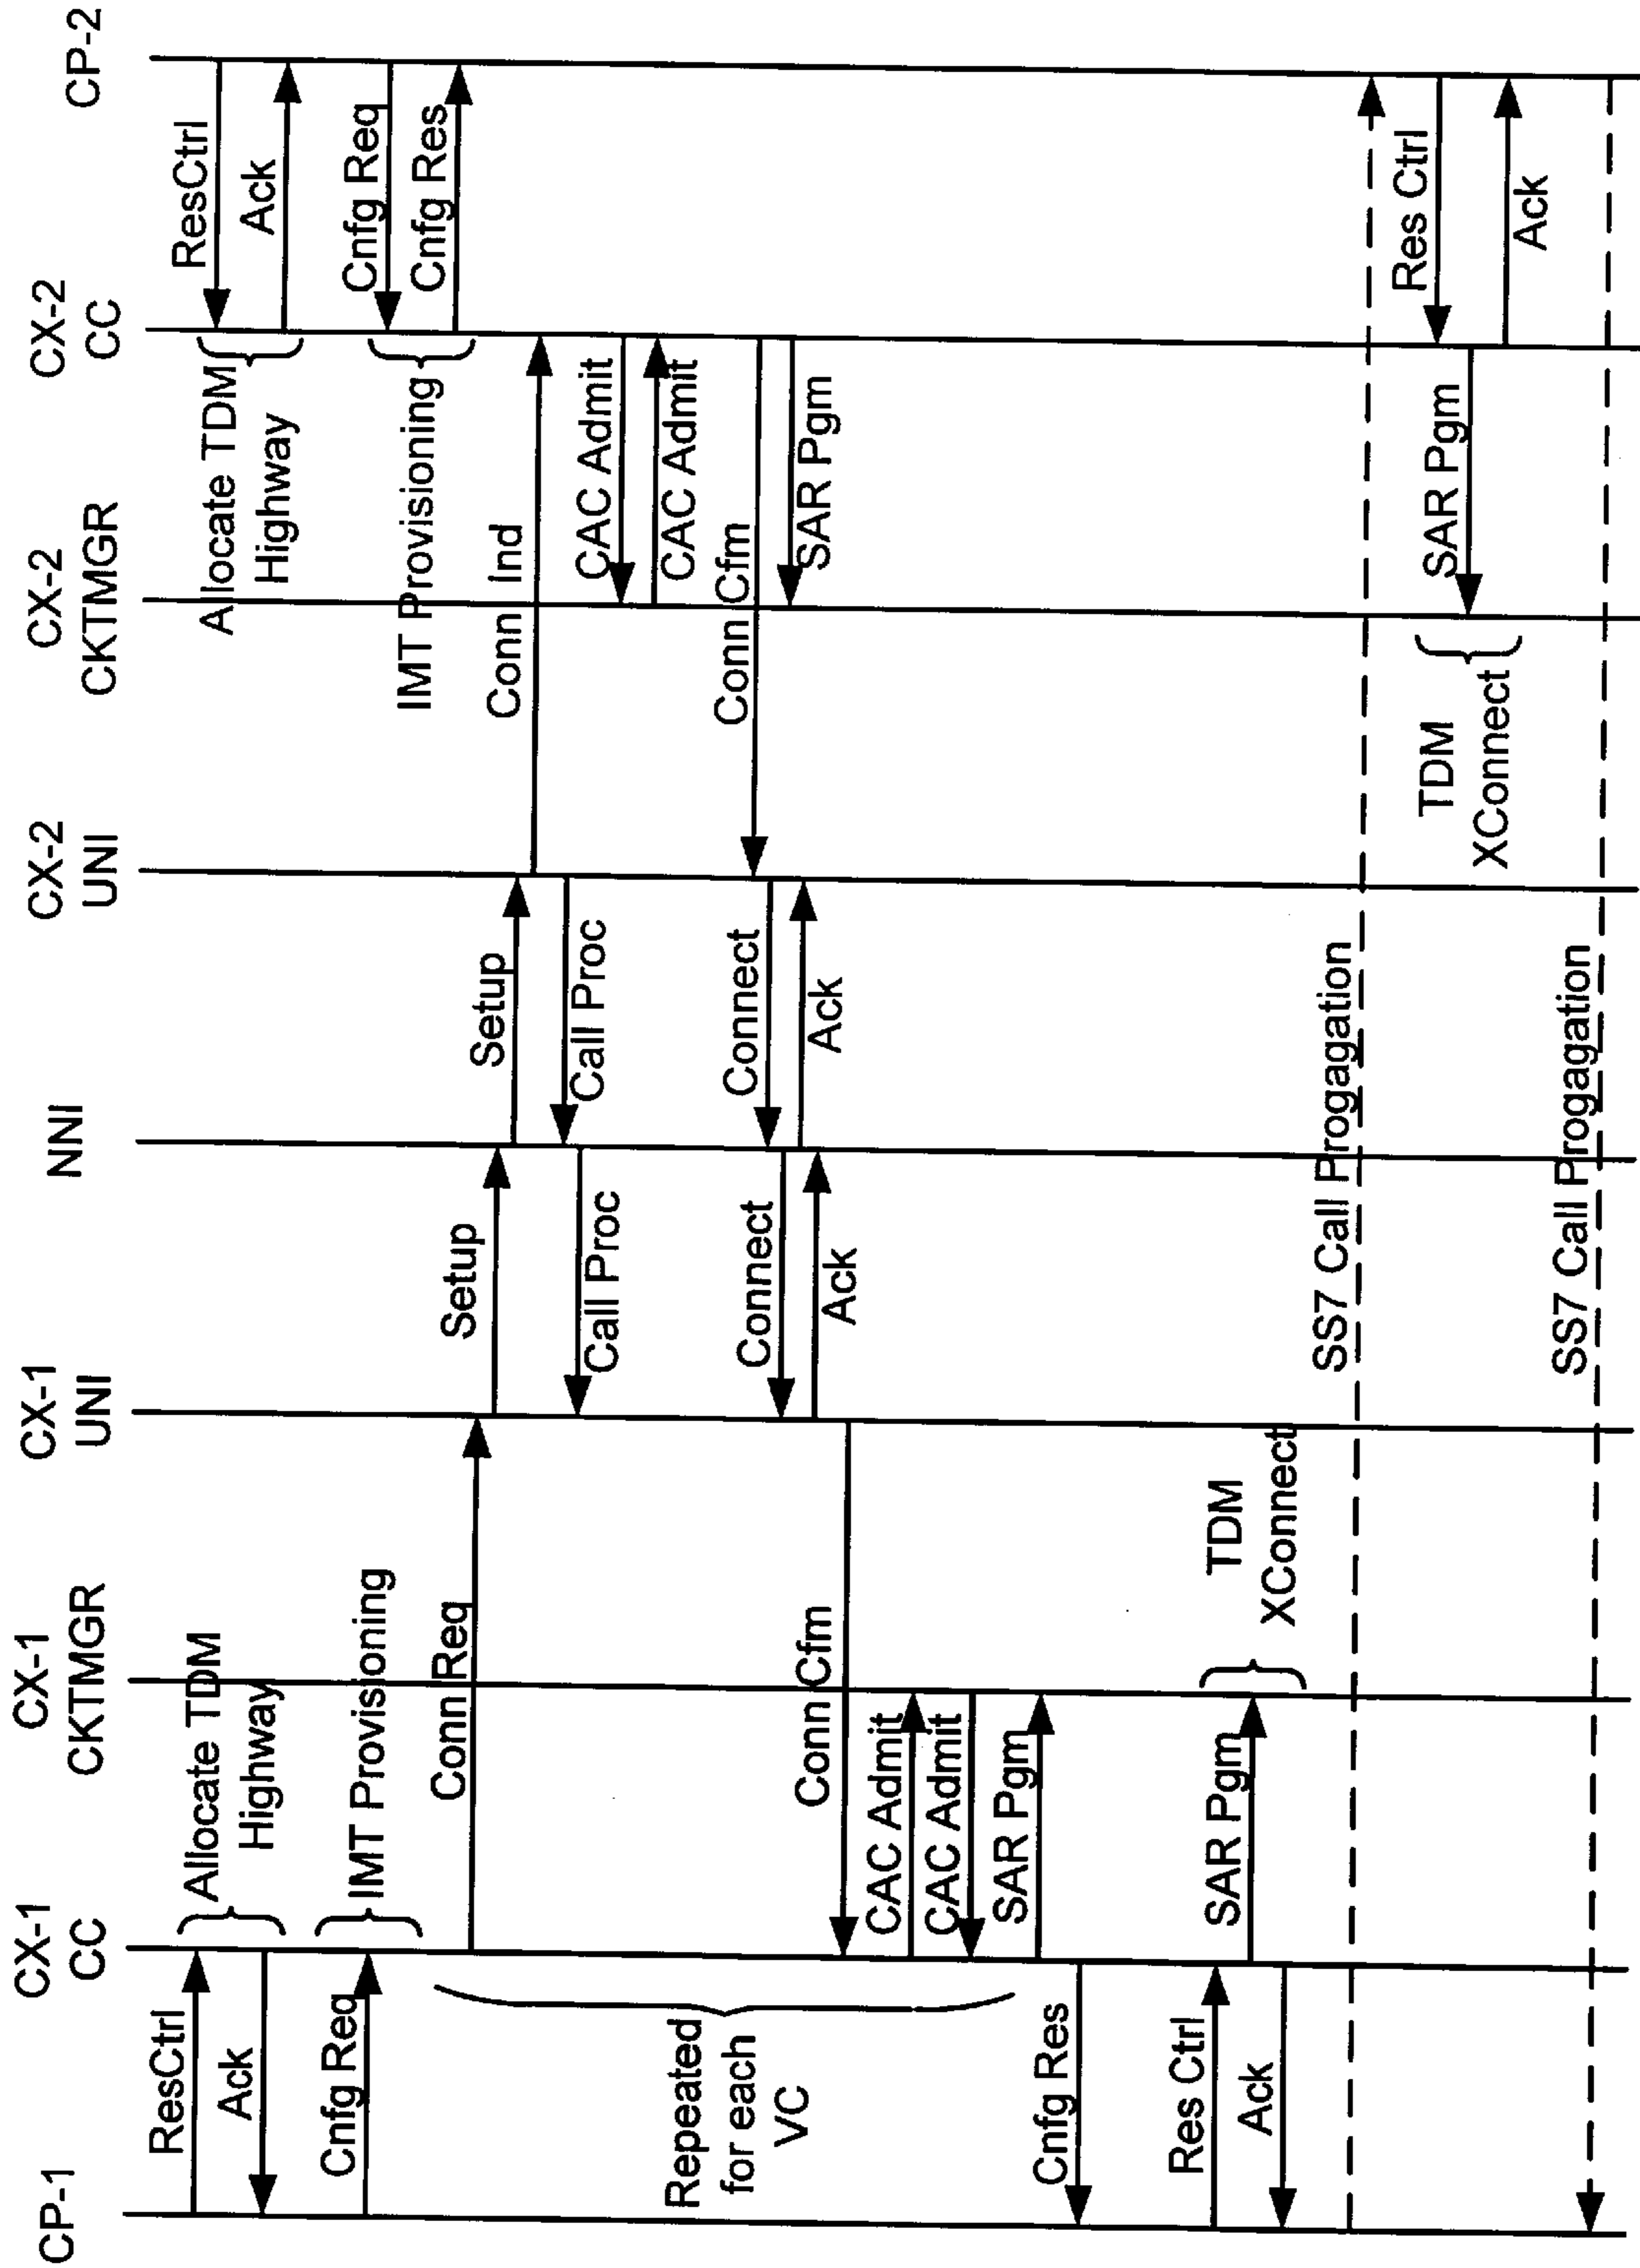 CP-1
CX-1
CC
CX-1
CKTMGR
CX-1
UNI
NNI
CX-2
UNI
CX-2
CKTMGR
CX-2
CC
CP-2
ResCtrl
Allocate TDM
Highway
Allocate TDM
Highway
ResCtrl
Ack
Ack
Cnfg Req
IMT Provisioning
IMT Provisioning
Cnfg Req
Cnfg Res
Conn Req
Setup
Setup
Conn Ind
Call Proc
Call Proc
CAC Admit
CAC Admit
Repeated
for each
VC
Conn Cfm
Connect
Connect
SAR Pgm
Ack
Ack
Conn Cfm
CAC Admit
CAC Admit
SAR Pgm
Cnfg Res
Res Ctrl
SAR Pgm
TDM
XConnect
Ack
SS7 Call Progagation
Res Ctrl
TDM
XConnect
SAR Pgm
Ack
SS7 Call Progagation